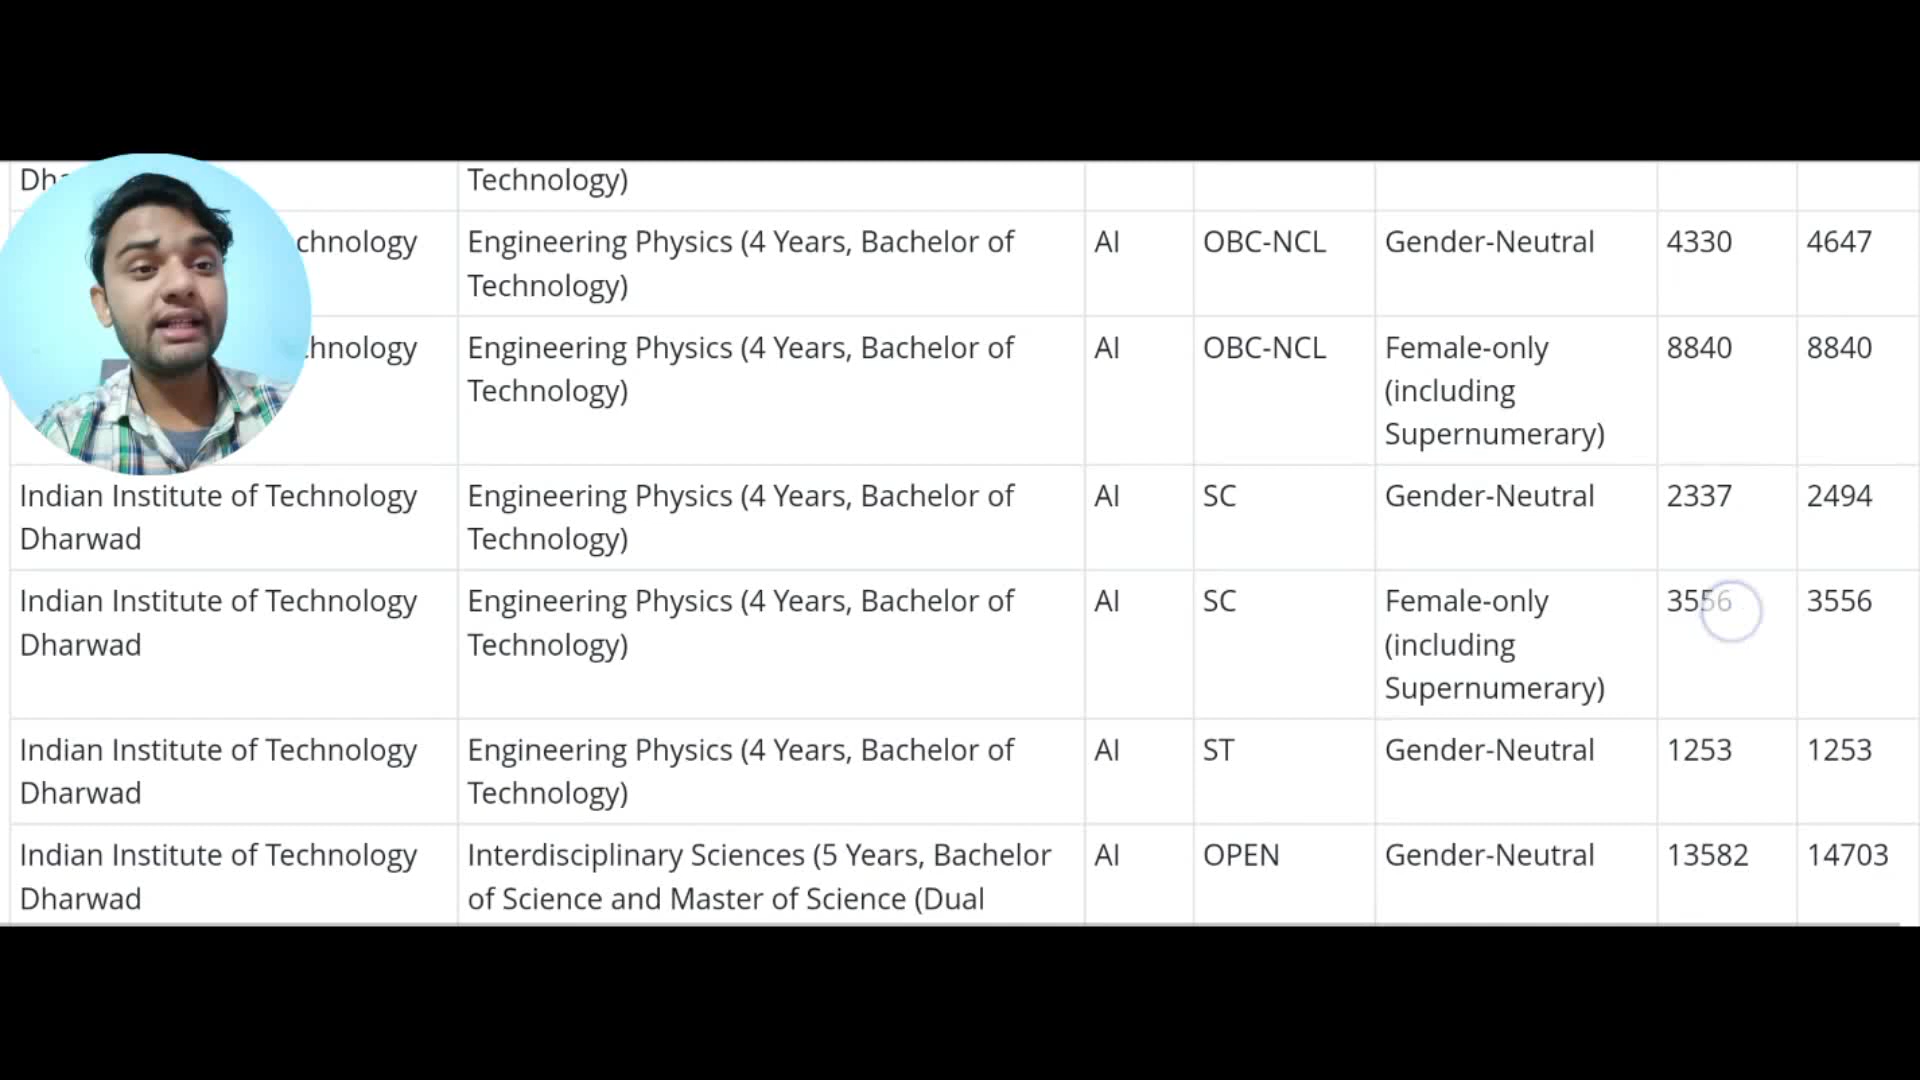 Technology)
chnology Engineering Physics (4 Years, Bachelor of AI OBC-NCL Gender-Neutral 4330 4647
Technology)
hnology Engineering Physics (4 Years, Bachelor of AI OBC-NCL Female-only 8840 8840
Technology) (including
Supernumerary)
Indian Institute of Technology Engineering Physics (4 Years, Bachelor of AI SC Gender-Neutral 2337 2494
Dharwad Technology)
Indian Institute of Technology Engineering Physics (4 Years, Bachelor of AI SC Female-only 3556 3556
Dharwad Technology) (including
Supernumerary)
Indian Institute of Technology Engineering Physics (4 Years, Bachelor of AI ST Gender-Neutral 1253 1253
Dharwad Technology)
Indian Institute of Technology Interdisciplinary Sciences (5 Years, Bachelor AI OPEN Gender-Neutral 13582 14703
Dharwad of Science and Master of Science (Dual